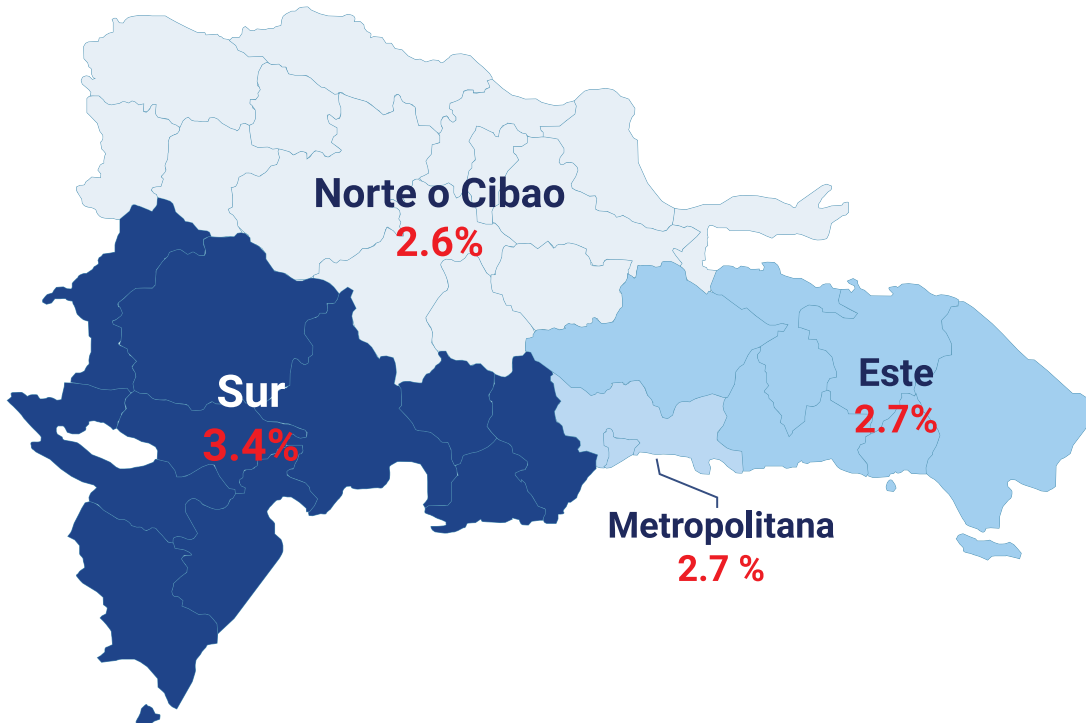 Norte o Cibao
2.6%
Sur
3.4%
Este
2.7%
Metropolitana
2.7 %